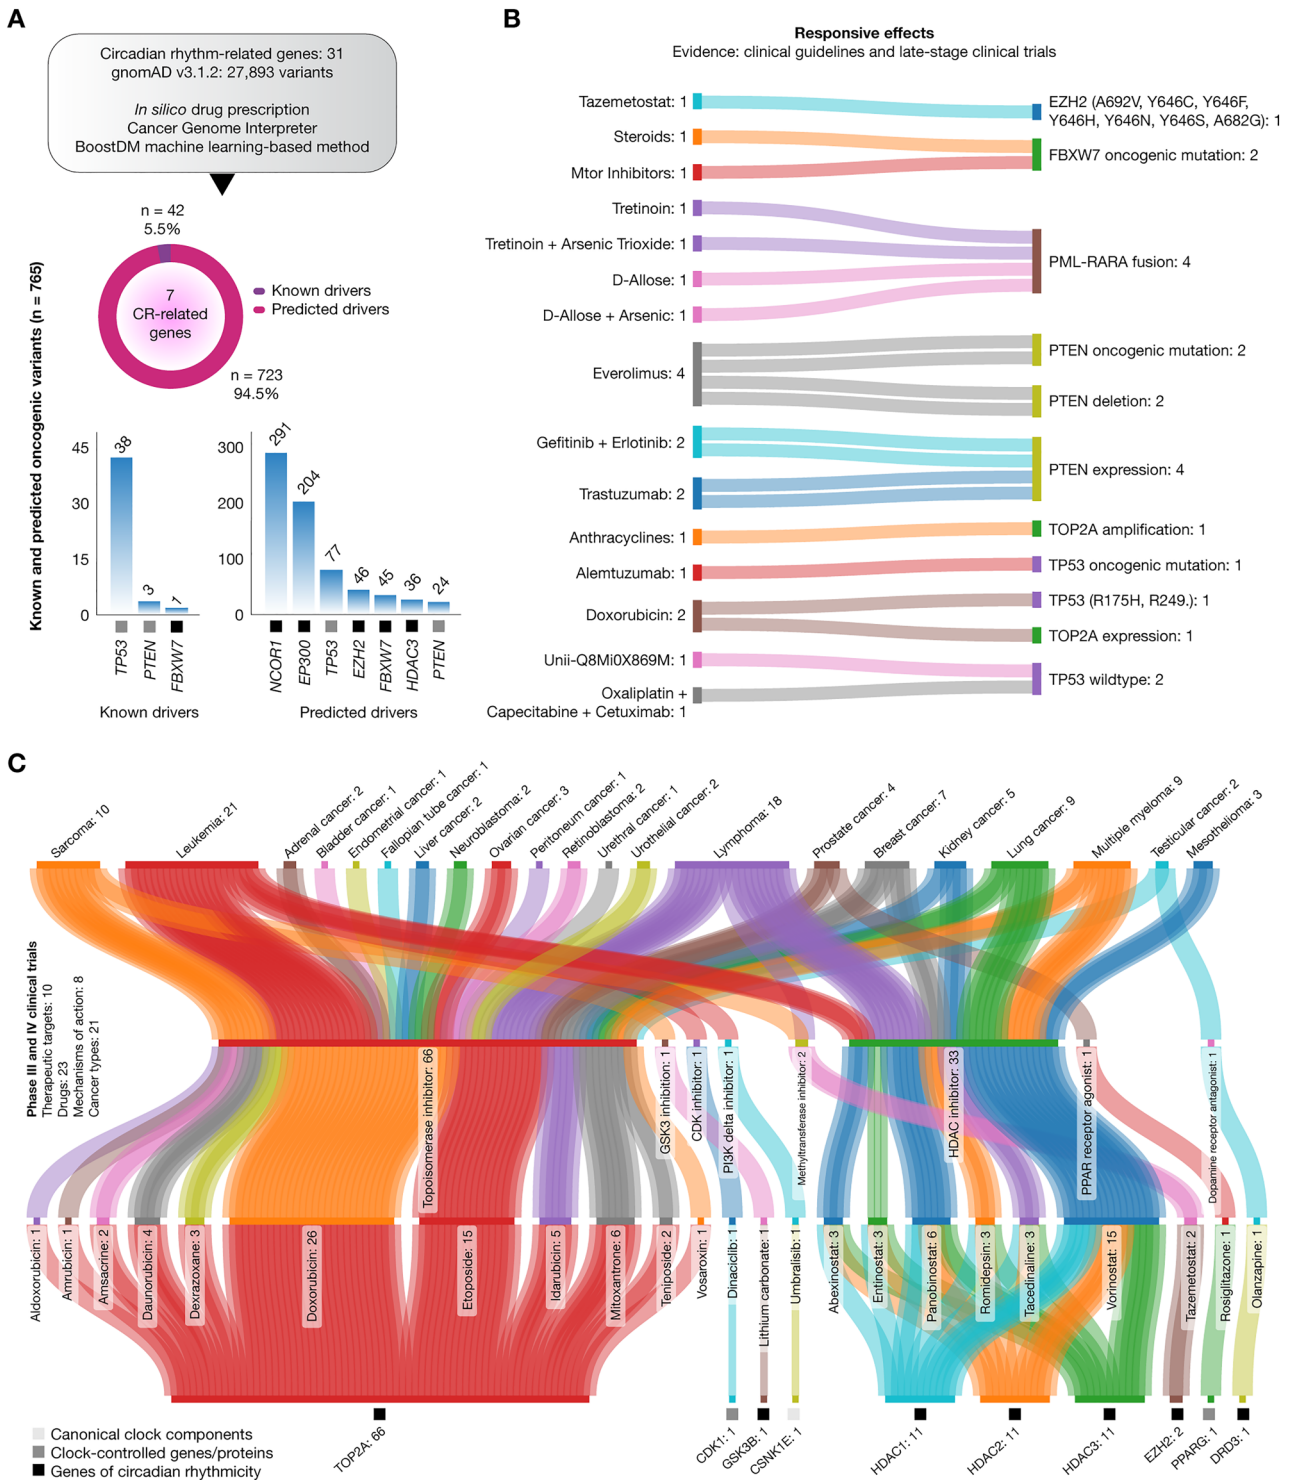 A
Circadian rhythm-related genes: 31
gnomAD v3.1.2: 27,893 variants
In silico drug prescription
Cancer Genome Interpreter
BoostDM machine learning-based method
n = 42
5.5%
7
CR-related
genes
Known drivers
Predicted drivers
n = 723
94.5%
Known and predicted oncogenic variants (n = 765)
45
30
15
0
38
3
1
TP53
PTEN
FBXW7
Known drivers
300
200
100
0
291
204
77
46
45
36
24
NCOR1
EP300
TP53
EZH2
FBXW7
HDAC3
PTEN
Predicted drivers
B
Responsive effects
Evidence: clinical guidelines and late-stage clinical trials
Tazemetostat: 1
Steroids: 1
Mtor Inhibitors: 1
Tretinoin: 1
Tretinoin + Arsenic Trioxide: 1
D-Allose: 1
D-Allose + Arsenic: 1
Everolimus: 4
Gefitinib + Erlotinib: 2
Trastuzumab: 2
Anthracyclines: 1
Alemtuzumab: 1
Doxorubicin: 2
Unii-Q8Mi0X869M: 1
Oxaliplatin +
Capecitabine + Cetuximab: 1
EZH2 (A692V, Y646C, Y646F,
Y646H, Y646N, Y646S, A682G): 1
FBXW7 oncogenic mutation: 2
PML-RARA fusion: 4
PTEN oncogenic mutation: 2
PTEN deletion: 2
PTEN expression: 4
TOP2A amplification: 1
TP53 oncogenic mutation: 1
TP53 (R175H, R249.): 1
TOP2A expression: 1
TP53 wildtype: 2
C
Sarcoma: 10
Leukemia: 21
Adrenal cancer: 2
Bladder cancer: 1
Endometrial cancer: 1
Fallopian tube cancer: 1
Liver cancer: 2
Neuroblastoma: 2
Ovarian cancer: 3
Peritoneum cancer: 1
Retinoblastoma: 2
Urethral cancer: 1
Urothelial cancer: 2
Lymphoma: 18
Prostate cancer: 4
Breast cancer: 7
Kidney cancer: 5
Lung cancer: 9
Multiple myeloma: 9
Testicular cancer: 2
Mesothelioma: 3
Phase III and IV clinical trials
Therapeutic targets: 10
Drugs: 23
Mechanisms of action: 8
Cancer types: 21
Topoisomerase inhibitor: 66
GSK3 inhibition: 1
CDK inhibitor: 1
PI3K delta inhibitor: 1
Methyltransferase inhibitor: 2
HDAC inhibitor: 33
PPAR receptor agonist: 1
Dopamine receptor antagonist: 1
Aldoxorubicin: 1
Amrubicin: 1
Amsacrine: 2
Daunorubicin: 4
Dexrazoxane: 3
Doxorubicin: 26
Etoposide: 15
Idarubicin: 5
Mitoxantrone: 6
Teniposide: 2
Vosaroxin: 1
Dinaciclib: 1
Lithium carbonate: 1
Umbralisib: 1
Abexinostat: 3
Entinostat: 3
Panobinostat: 6
Romidepsin: 3
Tacedinaline: 3
Vorinostat: 15
Tazemetostat: 2
Rosiglitazone: 1
Olanzapine: 1
TOP2A: 66
CDK1: 1
GSK3B: 1
CSNK1E: 1
HDAC1: 11
HDAC2: 11
HDAC3: 11
EZH2: 2
PPARG: 1
DRD3: 1
Canonical clock components
Clock-controlled genes/proteins
Genes of circadian rhythmicity